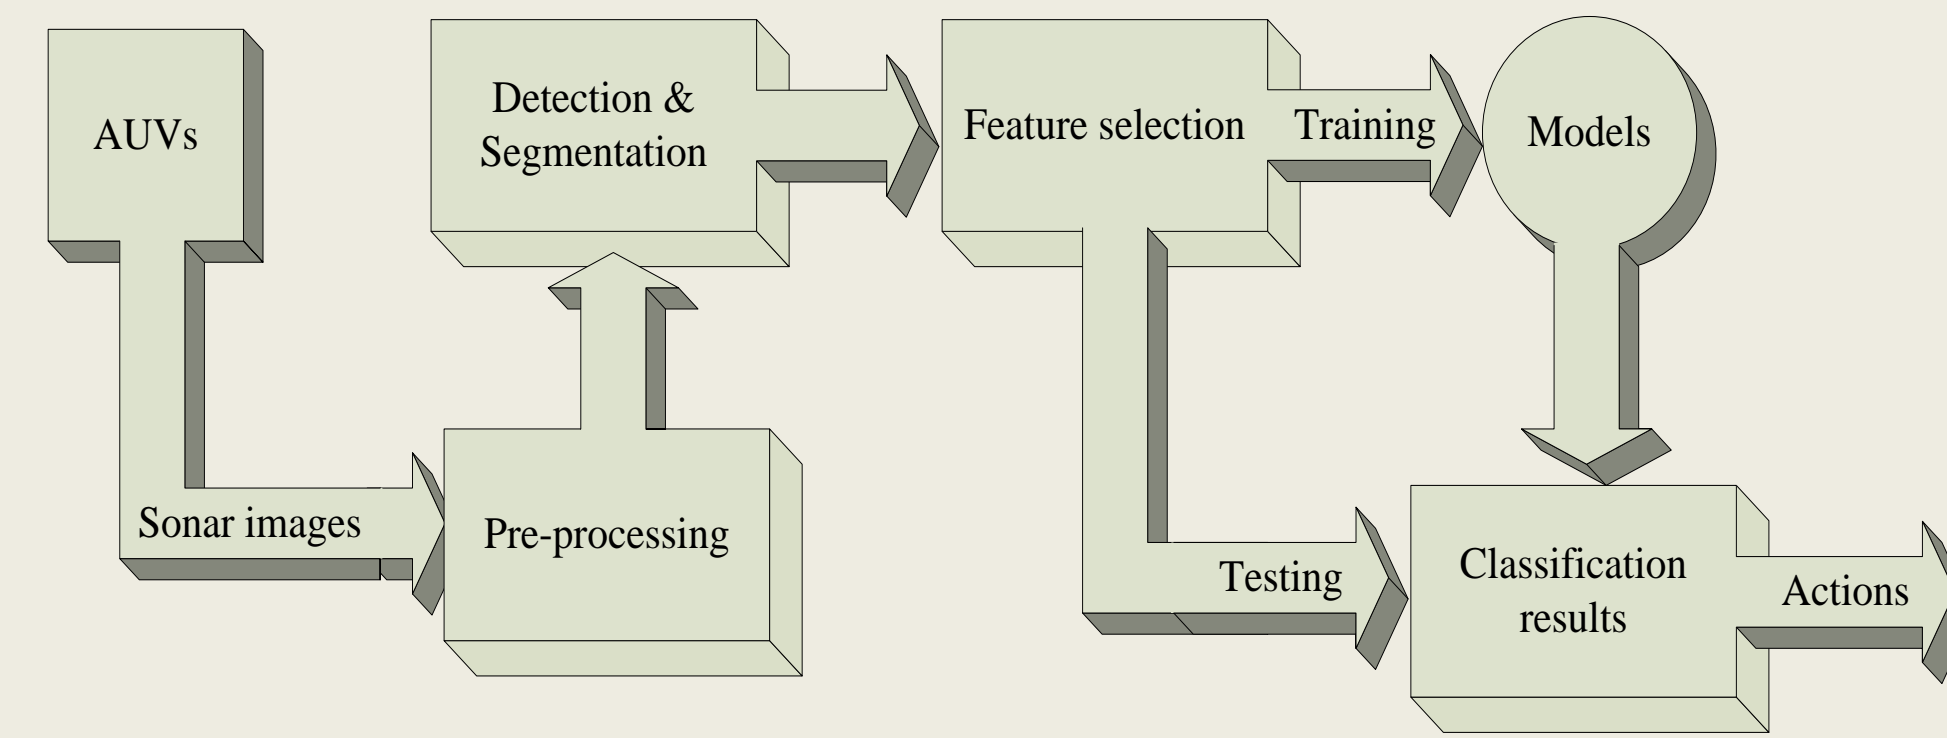 AUVs
Sonar images
Pre-processing
Detection &
Segmentation
Feature selection
Training
Models
Testing
Classification
results
Actions